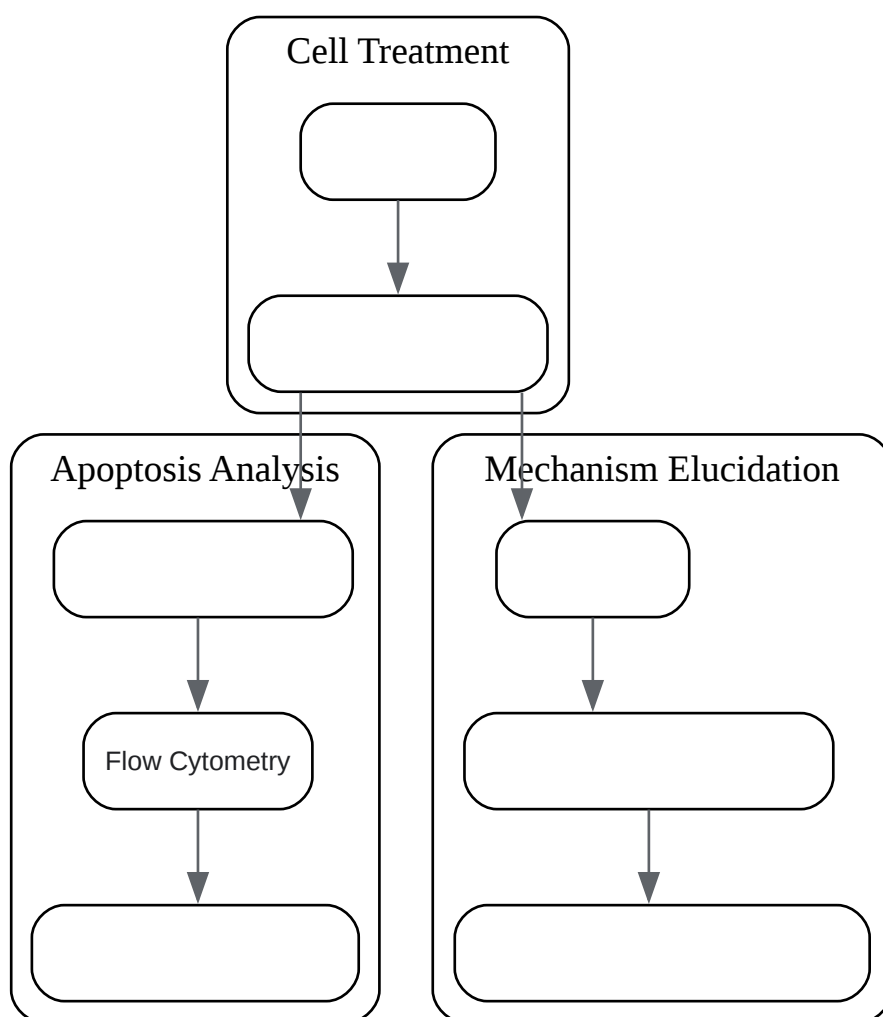 Cell Treatment
Apoptosis Analysis
Mechanism Elucidation
Flow Cytometry